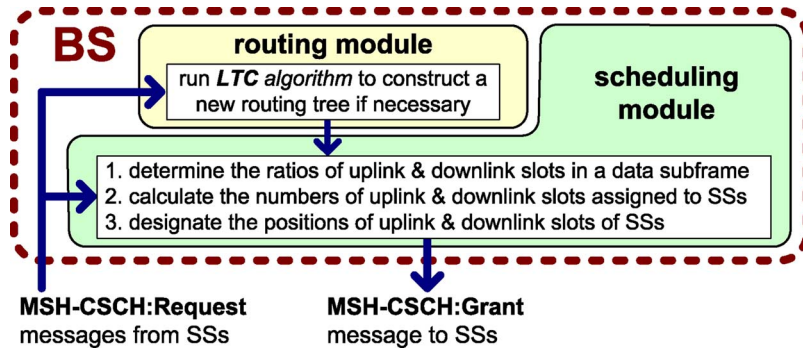 BS
routing module
run LTC algorithm to construct a
new routing tree if necessary
scheduling
module
1. determine the ratios of uplink & downlink slots in a data subframe
2. calculate the numbers of uplink & downlink slots assigned to SSs
3. designate the positions of uplink & downlink slots of SSs
MSH-CSCH:Request
messages from SSs
MSH-CSCH:Grant
message to SSs